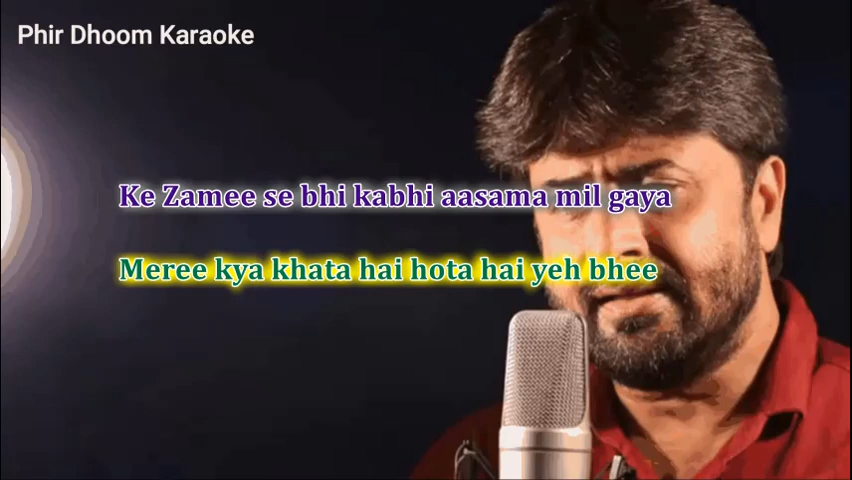 Phir Dhoom Karaoke
Ke Zamee se bhi kabhi aasama mil gaya
Meree kya khata hai hota hai yeh bhee